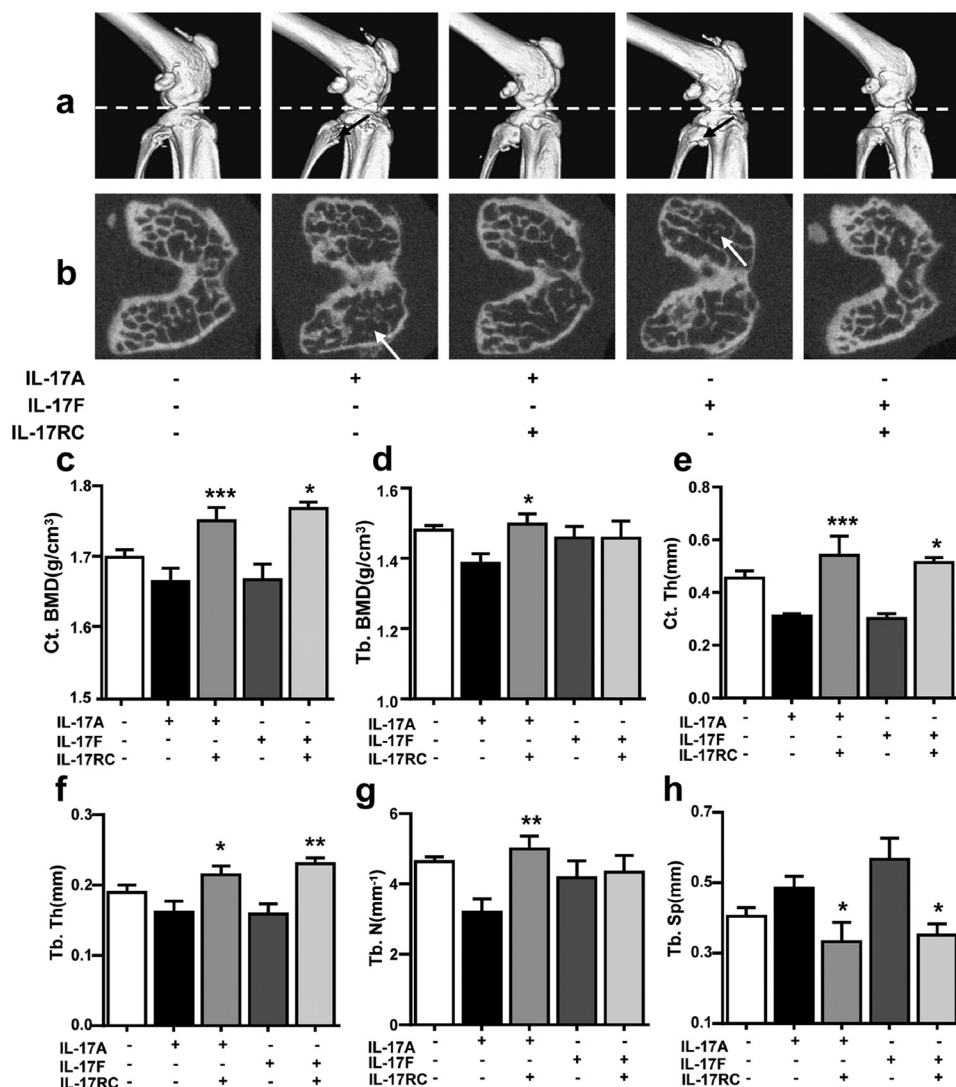 a
b
IL-17A - + + - -
IL-17F - - - + +
IL-17RC - - + - +
c
Ct. BMD(g/cm³)
1.8
1.7
1.6
1.5
*** *
IL-17A - + + - -
IL-17F - - - + +
IL-17RC - - + - +
d
Tb. BMD(g/cm³)
1.6
1.4
1.2
1.0
*
IL-17A - + + - -
IL-17F - - - + +
IL-17RC - - + - +
e
Ct. Th(mm)
0.8
0.6
0.4
0.2
0.0
*** *
IL-17A - + + - -
IL-17F - - - + +
IL-17RC - - + - +
f
Tb. Th(mm)
0.3
0.2
0.1
0.0
* **
IL-17A - + + - -
IL-17F - - - + +
IL-17RC - - + - +
g
Tb. N(mm⁻¹)
6
4
2
0
**
IL-17A - + + - -
IL-17F - - - + +
IL-17RC - - + - +
h
Tb. Sp(mm)
0.7
0.5
0.3
0.1
* *
IL-17A - + + - -
IL-17F - - - + +
IL-17RC - - + - +